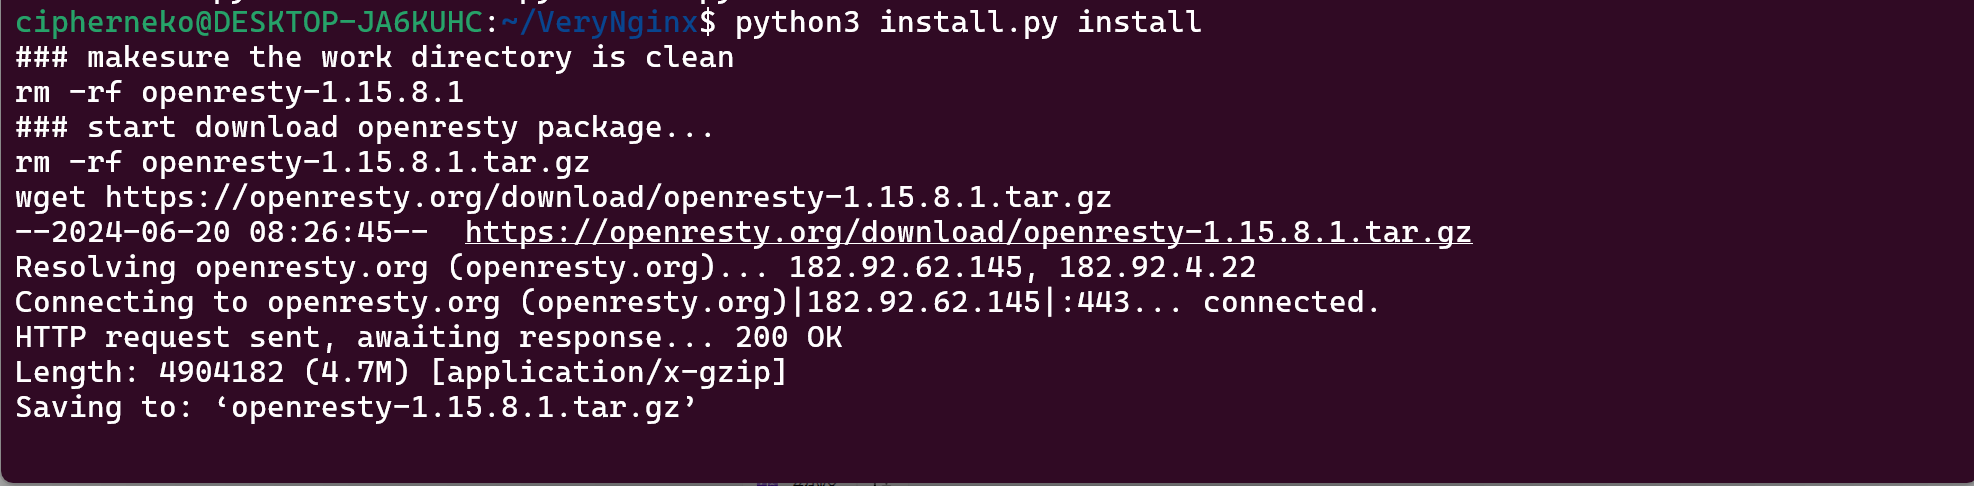 cipherneko@DESKTOP-JA6KUHC:~/VeryNginx$ python3 install.py install
### makesure the work directory is clean
rm -rf openresty-1.15.8.1
### start download openresty package...
rm -rf openresty-1.15.8.1.tar.gz
wget https://openresty.org/download/openresty-1.15.8.1.tar.gz
--2024-06-20 08:26:45--  https://openresty.org/download/openresty-1.15.8.1.tar.gz
Resolving openresty.org (openresty.org)... 182.92.62.145, 182.92.4.22
Connecting to openresty.org (openresty.org)|182.92.62.145|:443... connected.
HTTP request sent, awaiting response... 200 OK
Length: 4904182 (4.7M) [application/x-gzip]
Saving to: ‘openresty-1.15.8.1.tar.gz’